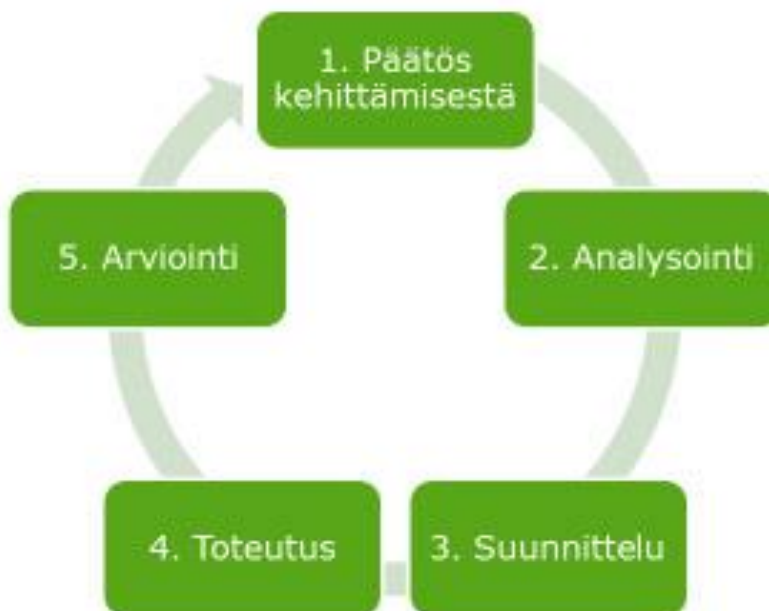 1. Päätös
kehittämisestä
2. Analysointi
3. Suunnittelu
4. Toteutus
5. Arviointi